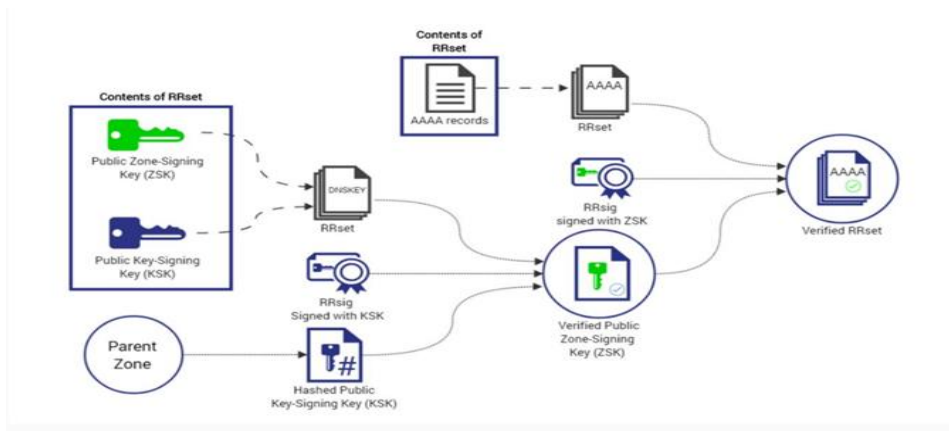 Contents of
RRset
AAAA records
AAAA
RRset
Contents of RRset
Public Zone-Signing
Key (ZSK)
Public Key-Signing
Key (KSK)
DNSKEY
RRset
RRsig
signed with ZSK
AAAA
Verified RRset
RRsig
Signed with KSK
Verified Public
Zone-Signing
Key (ZSK)
Parent
Zone
#
Hashed Public
Key-Signing Key (KSK)